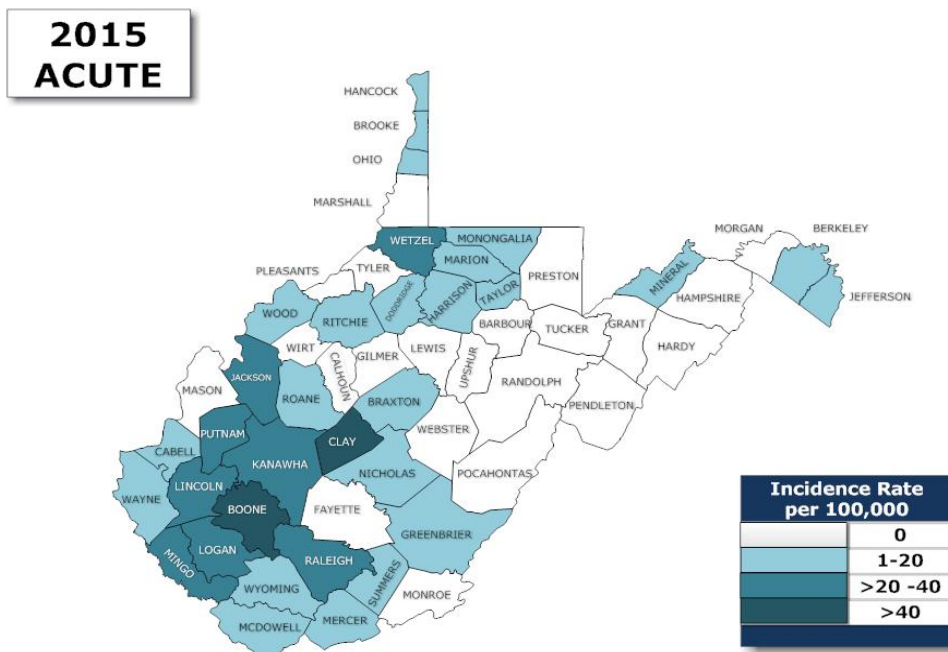 2015
ACUTE
HANCOCK
BROOKE
OHIO
MARSHALL
WETZEL
MONONGALIA
MARION
MORGAN
BERKELEY
PLEASANTS
TYLER
DODDRIDGE
HARRISON
TAYLOR
PRESTON
MINERAL
HAMPSHIRE
JEFFERSON
WOOD
RITCHIE
BARBOUR
TUCKER
GRANT
HARDY
WIRT
CALHOUN
GILMER
LEWIS
UPSHUR
RANDOLPH
PENDLETON
MASON
JACKSON
ROANE
BRAXTON
WEBSTER
POCAHONTAS
PUTNAM
CLAY
CABELL
KANAWHA
NICHOLAS
WAYNE
LINCOLN
BOONE
FAYETTE
GREENBRIER
MINGO
LOGAN
RALEIGH
SUMMERS
WYOMING
MONROE
MCDOWELL
MERCER
Incidence Rate
per 100,000
0
1-20
>20 -40
>40